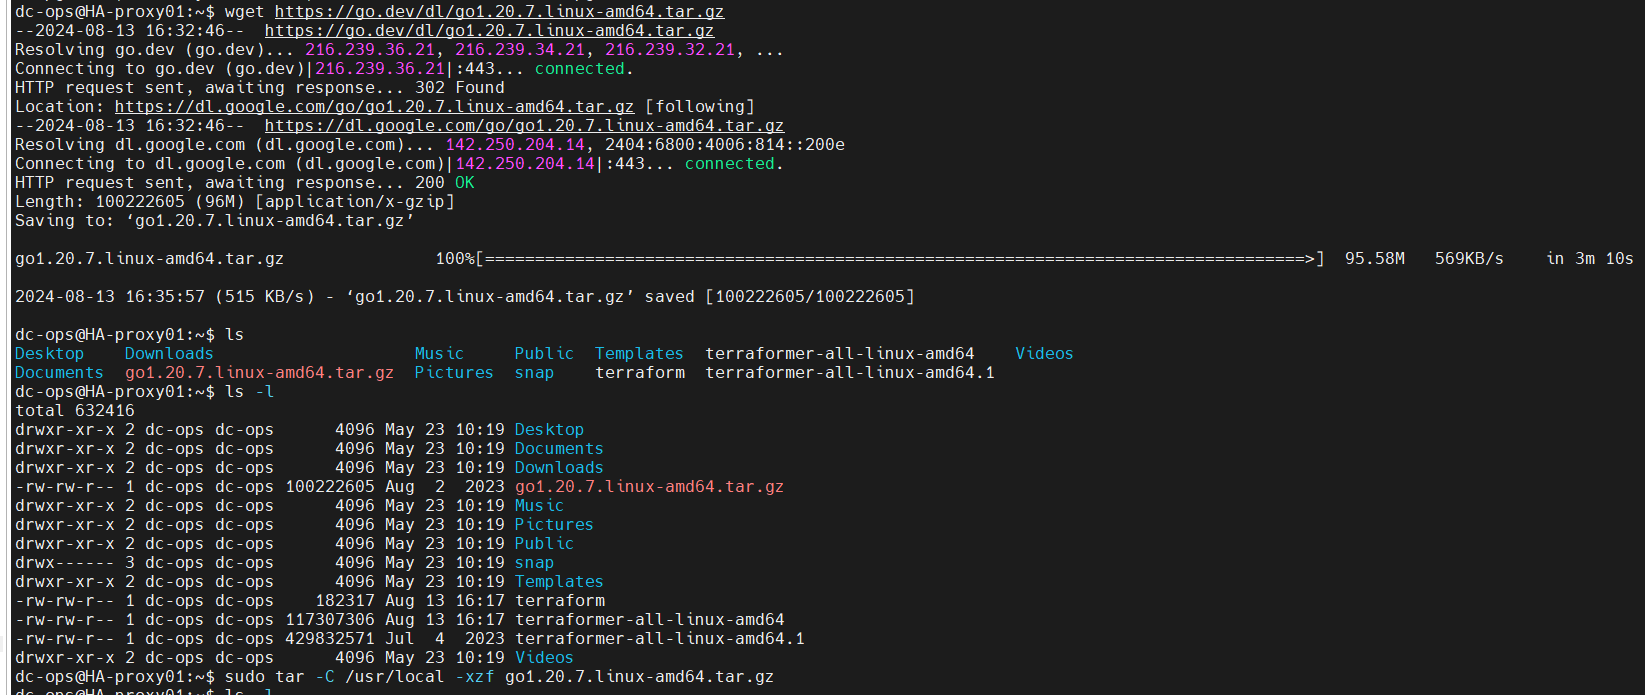 dc-ops@HA-proxy01:~$ wget https://go.dev/dl/go1.20.7.linux-amd64.tar.gz
--2024-08-13 16:32:46--  https://go.dev/dl/go1.20.7.linux-amd64.tar.gz
Resolving go.dev (go.dev)... 216.239.36.21, 216.239.34.21, 216.239.32.21, ...
Connecting to go.dev (go.dev)|216.239.36.21|:443... connected.
HTTP request sent, awaiting response... 302 Found
Location: https://dl.google.com/go/go1.20.7.linux-amd64.tar.gz [following]
--2024-08-13 16:32:46--  https://dl.google.com/go/go1.20.7.linux-amd64.tar.gz
Resolving dl.google.com (dl.google.com)... 142.250.204.14, 2404:6800:4006:814::200e
Connecting to dl.google.com (dl.google.com)|142.250.204.14|:443... connected.
HTTP request sent, awaiting response... 200 OK
Length: 100222605 (96M) [application/x-gzip]
Saving to: ‘go1.20.7.linux-amd64.tar.gz’
go1.20.7.linux-amd64.tar.gz 100%[==================================================================================>] 95.58M 569KB/s in 3m 10s
2024-08-13 16:35:57 (515 KB/s) - ‘go1.20.7.linux-amd64.tar.gz’ saved [100222605/100222605]
dc-ops@HA-proxy01:~$ ls
Desktop Downloads Music Public Templates terraformer-all-linux-amd64 Videos
Documents go1.20.7.linux-amd64.tar.gz Pictures snap terraform terraformer-all-linux-amd64.1
dc-ops@HA-proxy01:~$ ls -l
total 632416
drwxr-xr-x 2 dc-ops dc-ops      4096 May 23 10:19 Desktop
drwxr-xr-x 2 dc-ops dc-ops      4096 May 23 10:19 Documents
drwxr-xr-x 2 dc-ops dc-ops      4096 May 23 10:19 Downloads
-rw-rw-r-- 1 dc-ops dc-ops 100222605 Aug  2  2023 go1.20.7.linux-amd64.tar.gz
drwxr-xr-x 2 dc-ops dc-ops      4096 May 23 10:19 Music
drwxr-xr-x 2 dc-ops dc-ops      4096 May 23 10:19 Pictures
drwxr-xr-x 2 dc-ops dc-ops      4096 May 23 10:19 Public
drwx------ 3 dc-ops dc-ops      4096 May 23 10:19 snap
drwxr-xr-x 2 dc-ops dc-ops      4096 May 23 10:19 Templates
-rw-rw-r-- 1 dc-ops dc-ops    182317 Aug 13 16:17 terraform
-rw-rw-r-- 1 dc-ops dc-ops 117307306 Aug 13 16:17 terraformer-all-linux-amd64
-rw-rw-r-- 1 dc-ops dc-ops 429832571 Jul  4  2023 terraformer-all-linux-amd64.1
drwxr-xr-x 2 dc-ops dc-ops      4096 May 23 10:19 Videos
dc-ops@HA-proxy01:~$ sudo tar -C /usr/local -xzf go1.20.7.linux-amd64.tar.gz
dc-ops@HA-proxy01:~$ ls -l